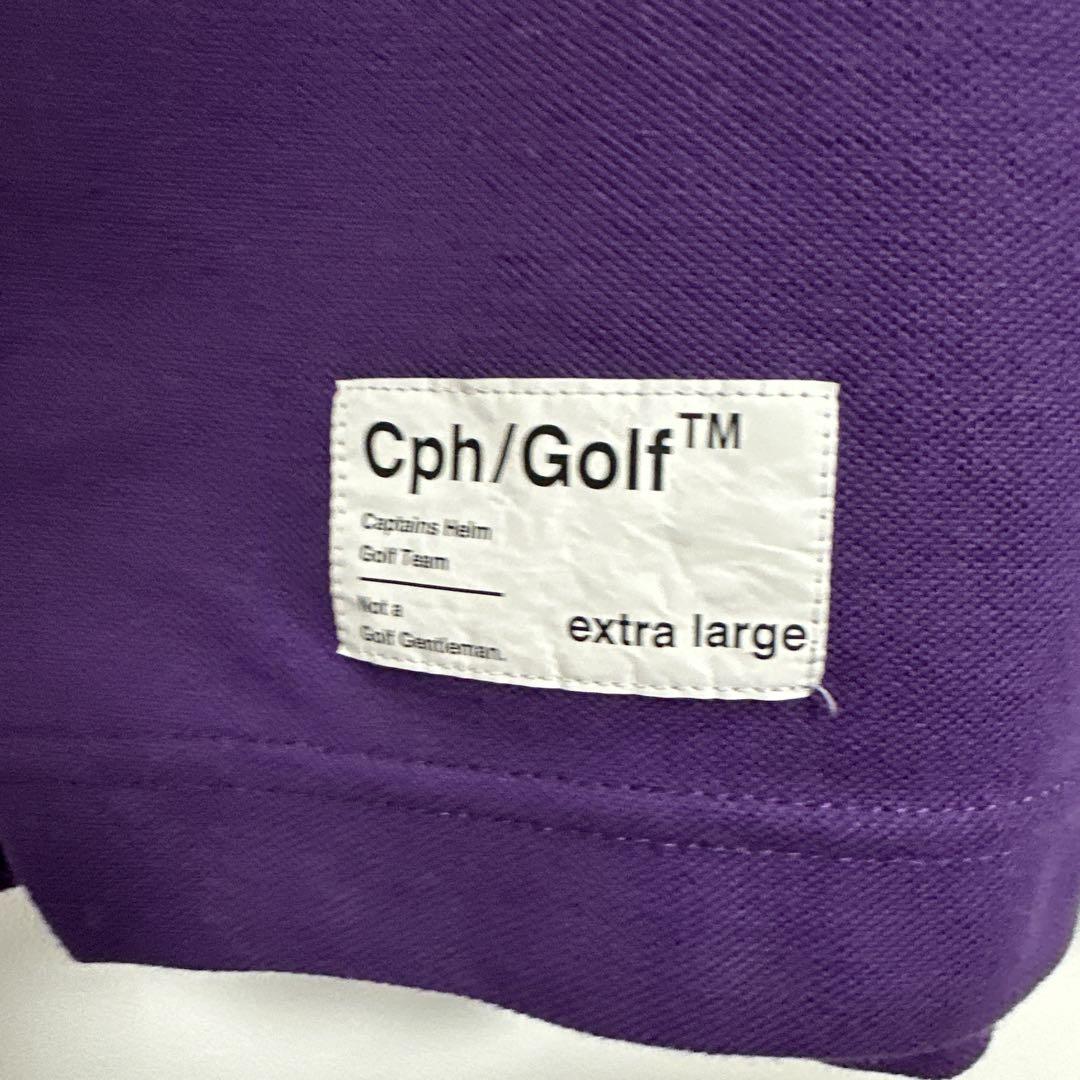 Cph/Golf™
Captains Helm
Golf Team
Not a
Golf Gentleman.
extra large